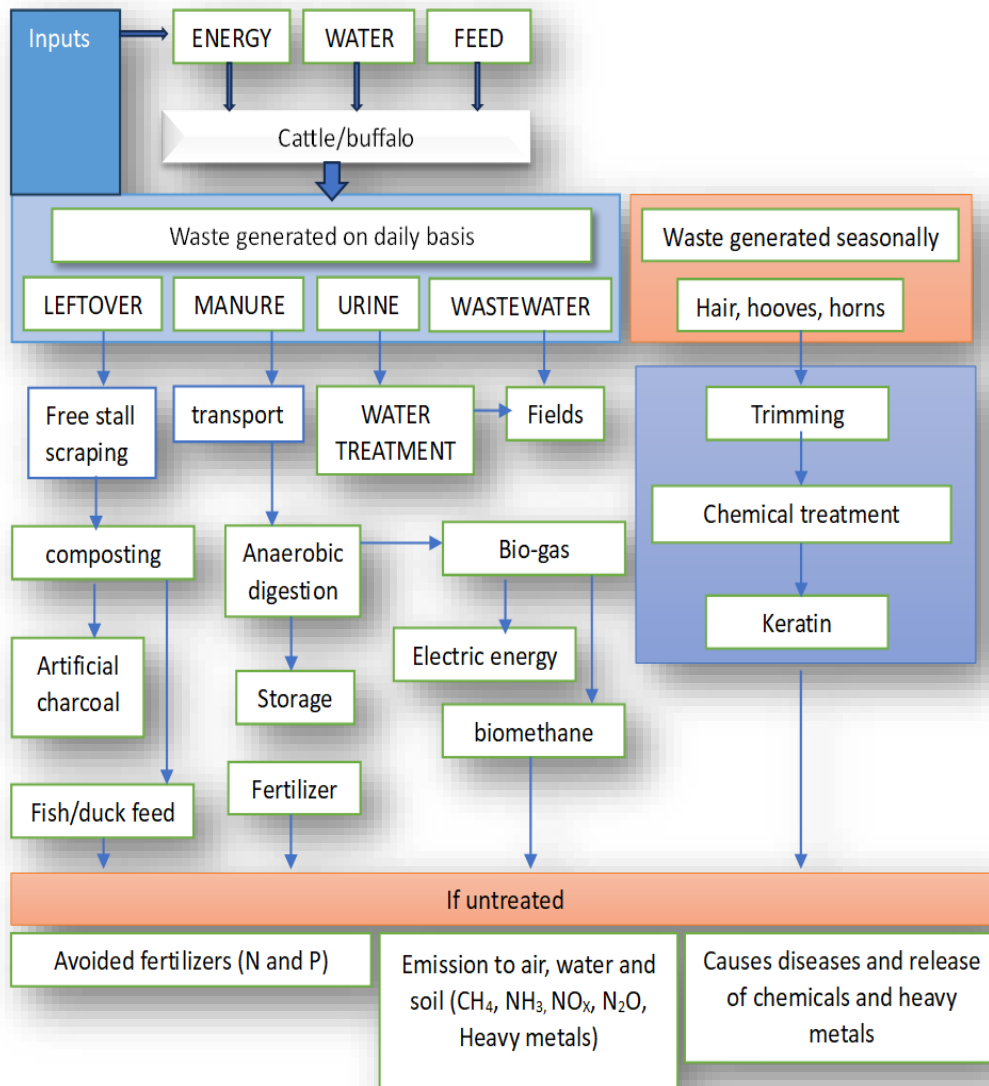 Inputs
ENERGY
WATER
FEED
Cattle/buffalo
Waste generated on daily basis
Waste generated seasonally
LEFTOVER
MANURE
URINE
WASTEWATER
Hair, hooves, horns
Free stall
scraping
transport
WATER
TREATMENT
Fields
Trimming
Chemical treatment
Keratin
composting
Anaerobic
digestion
Bio-gas
Artificial
charcoal
Electric energy
Storage
biomethane
Fish/duck feed
Fertilizer
If untreated
Avoided fertilizers (N and P)
Emission to air, water and
soil (CH₄, NH₃, NOₓ, N₂O,
Heavy metals)
Causes diseases and release
of chemicals and heavy
metals